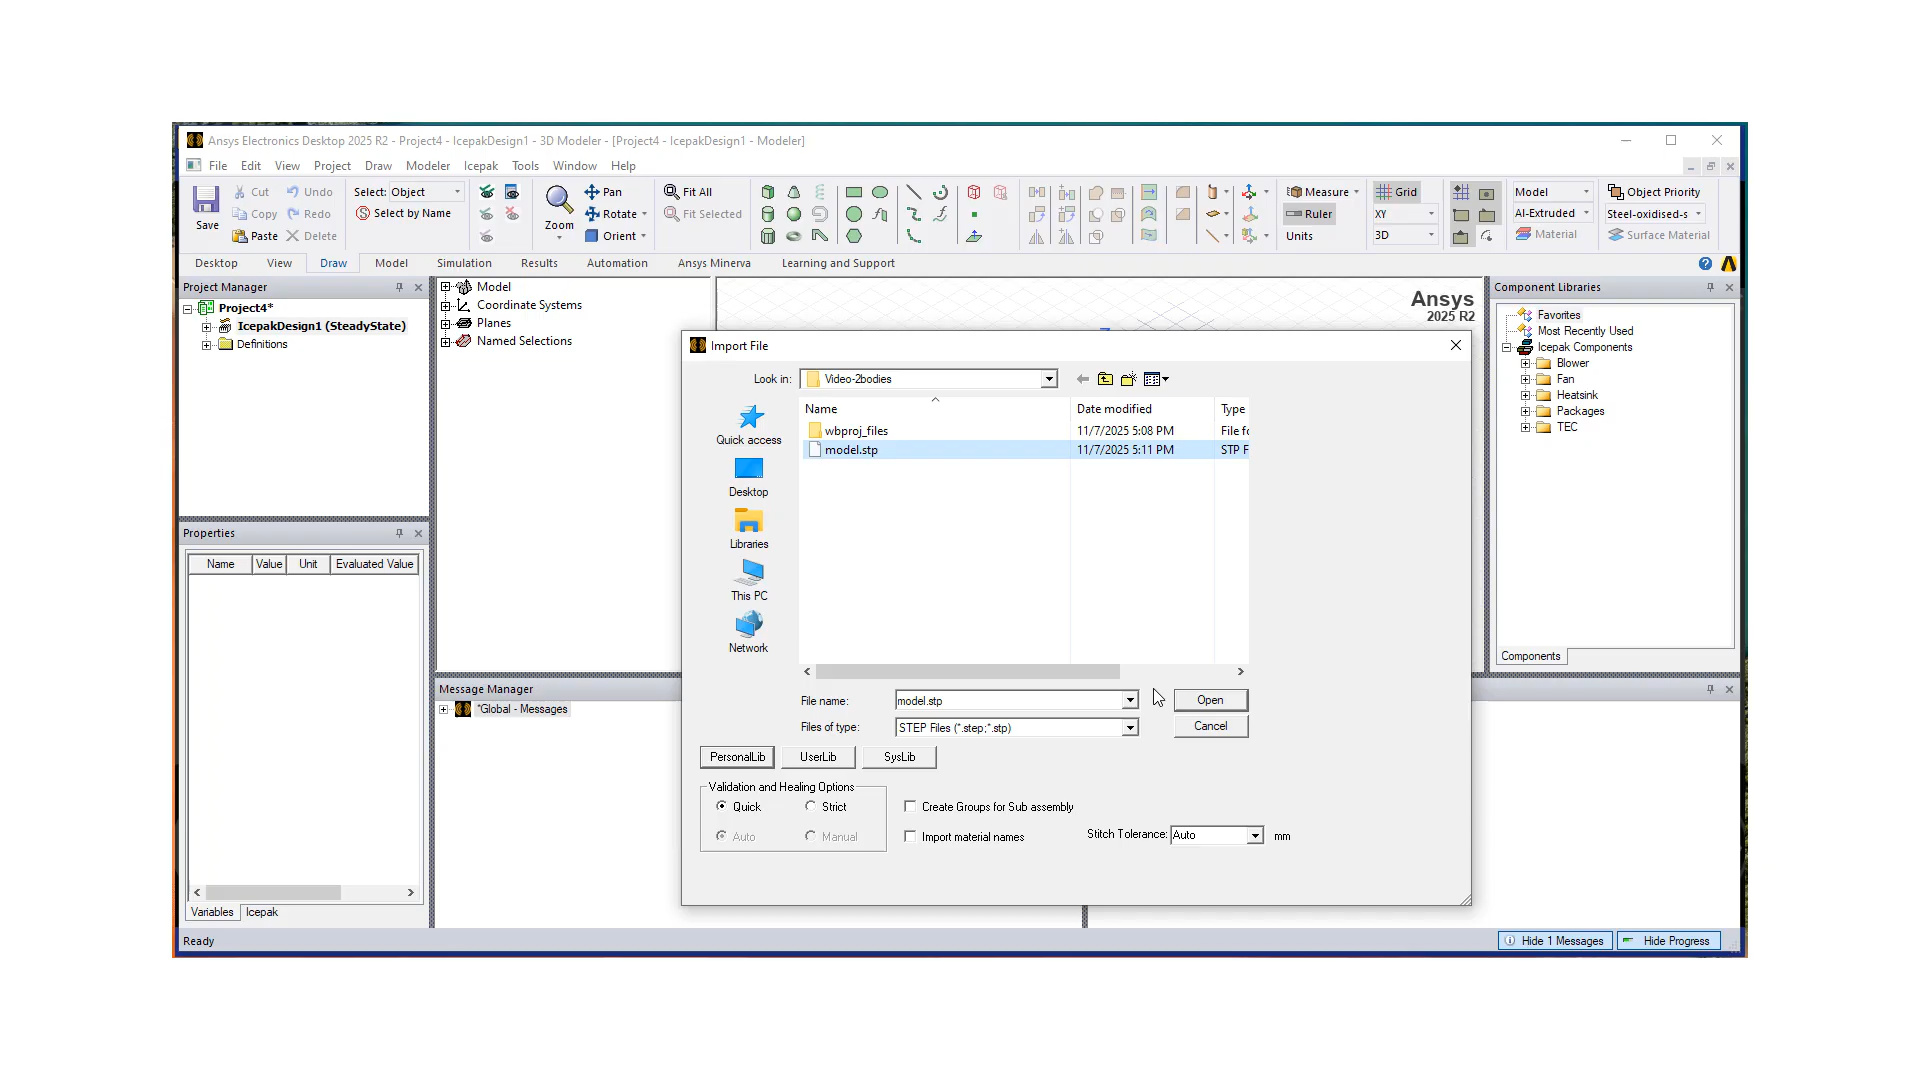 Ansys Electronics Desktop 2025 R2 - Project4 - IcepakDesign1 - 3D Modeler - [Project4 - IcepakDesign1 - Modeler]
File Edit View Project Draw Modeler Icepak Tools Window Help
Cut Undo Select: Object Pan Fit All Measure Grid Model Object Priority
Copy Redo Select by Name Rotate Fit Selected Ruler XY Al-Extruded Steel-oxidised-s
Save Paste Delete Zoom Orient Units 3D Material Surface Material
Desktop View Draw Model Simulation Results Automation Ansys Minerva Learning and Support
Project Manager
Project4*
IcepakDesign1 (SteadyState)
Definitions
Model
Coordinate Systems
Planes
Named Selections
Ansys
2025 R2
Component Libraries
Favorites
Most Recently Used
Icepak Components
Blower
Fan
Heatsink
Packages
TEC
Components
Import File
Look in: Video-2bodies
Name Date modified Type
wbproj_files 11/7/2025 5:08 PM File fc
model.stp 11/7/2025 5:11 PM STP F
Quick access
Desktop
Libraries
This PC
Network
File name: model.stp Open
Files of type: STEP Files (*.step;*.stp) Cancel
PersonalLib UserLib SysLib
Validation and Healing Options
Quick Strict Create Groups for Sub assembly
Auto Manual Import material names Stitch Tolerance: Auto mm
Properties
Name Value Unit Evaluated Value
Variables Icepak
Message Manager
*Global - Messages
Ready Hide 1 Messages Hide Progress